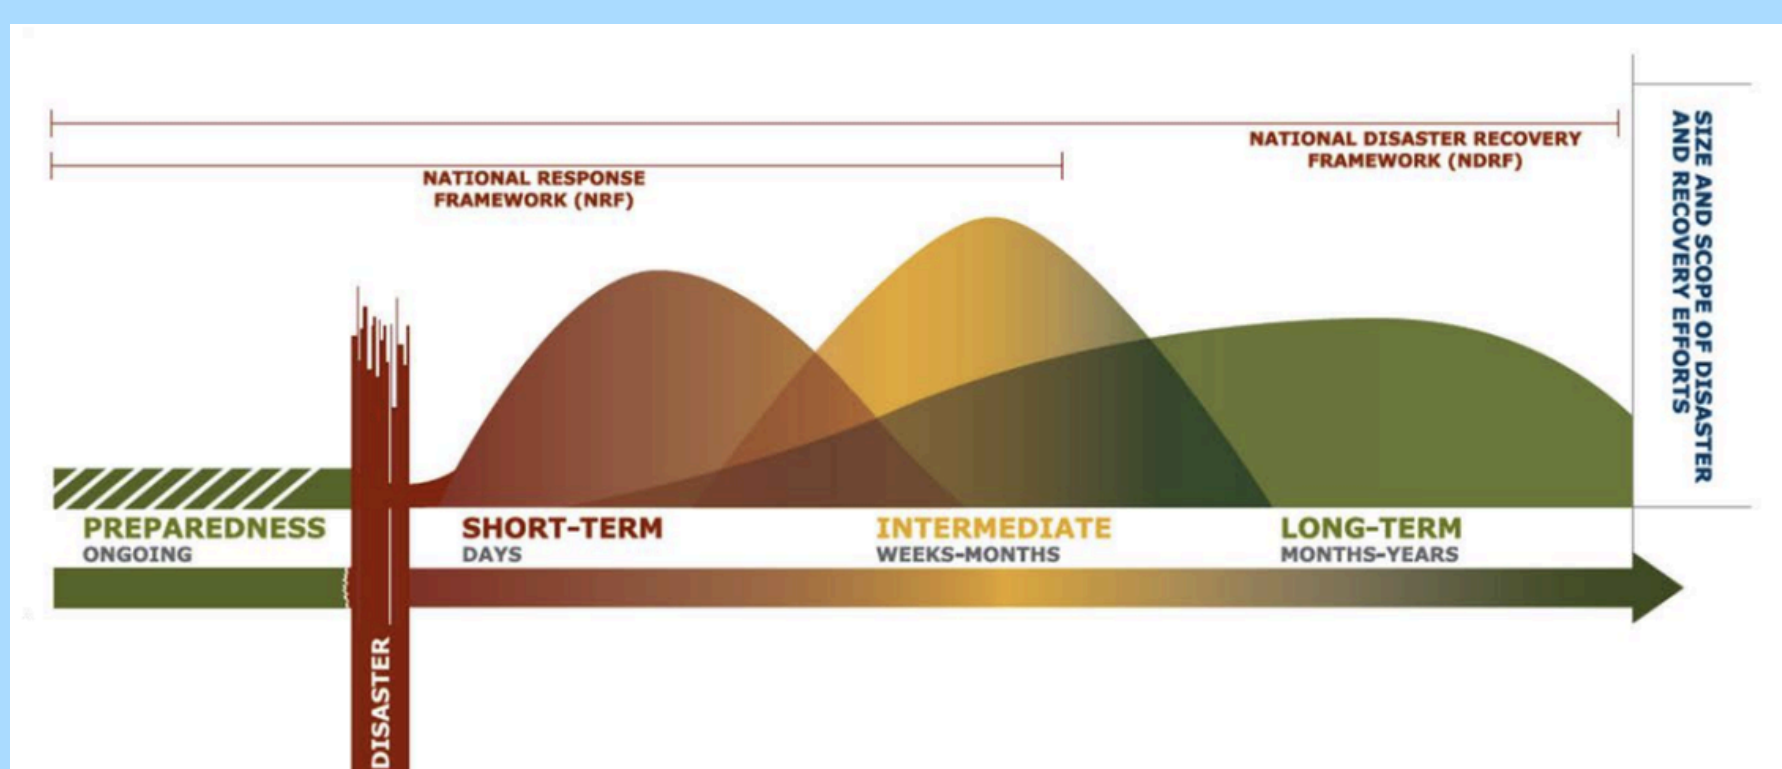 NATIONAL DISASTER RECOVERY
FRAMEWORK (NDRF)
NATIONAL RESPONSE
FRAMEWORK (NRF)
SIZE AND SCOPE OF DISASTER
AND RECOVERY EFFORTS
PREPAREDNESS
ONGOING
SHORT-TERM
DAYS
INTERMEDIATE
WEEKS-MONTHS
LONG-TERM
MONTHS-YEARS
DISASTER